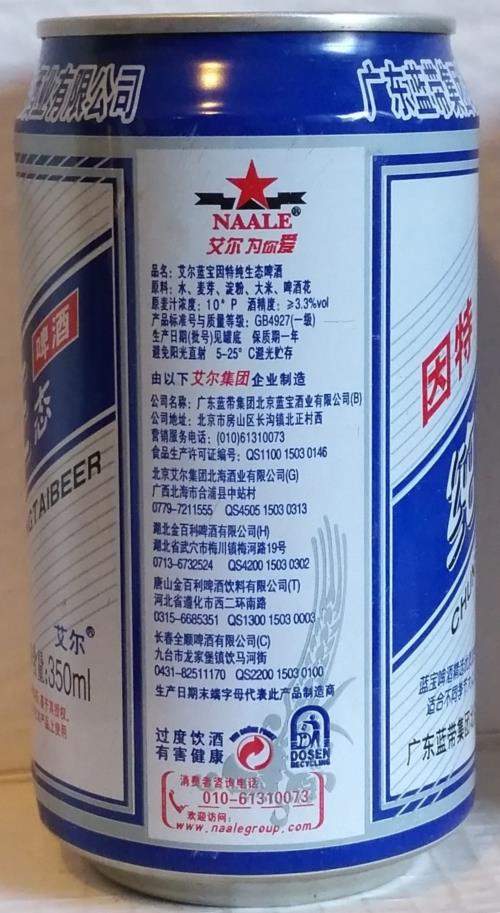 酒业有限公司
广东蓝带集
NAALE®
艾尔为你爱
品名：艾尔蓝宝因特纯生态啤酒
原料：水、麦芽、淀粉、大米、啤酒花
原麦汁浓度：10°P 酒精度：≥3.3%vol
产品标准号与质量等级：GB4927(一级)
生产日期(批号)见罐底 保质期一年
避免阳光直射 5-25°C避光贮存
由以下艾尔集团企业制造
公司名称：广东蓝带集团北京蓝宝酒业有限公司(B)
公司地址：北京市房山区长沟镇北正村西
营销服务电话：(010)61310073
食品生产许可证编号：QS1100 1503 0146
北京艾尔集团北海酒业有限公司(G)
广西北海市合浦县中站村
0779-7211555 QS4505 1503 0313
湖北金百利啤酒有限公司(H)
湖北省武穴市梅川镇梅河路19号
0713-6732524 QS4200 1503 0302
唐山金百利啤酒饮料有限公司(T)
河北省遵化市西二环南路
0315-6685351 QS1300 1503 0003
长春全顺啤酒有限公司(C)
九台市龙家堡镇饮马河街
0431-82511170 QS2200 1503 0100
生产日期末端字母代表此产品制造商
过度饮酒
有害健康
DOSEN
RECYCLING
消费者咨询电话：
010-61310073
欢迎访问：
www.naalegroup.com
啤酒
态
GTAIBEER
艾尔®
量:350ml
因特
纯
CHUN
广东蓝带集团